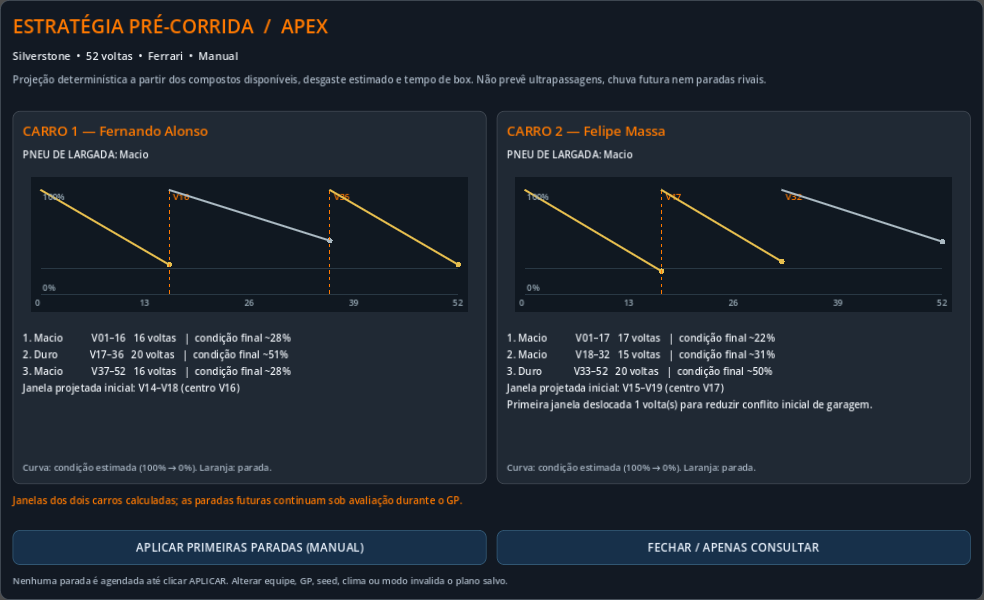 ESTRATÉGIA PRÉ-CORRIDA / APEX
Silverstone • 52 voltas • Ferrari • Manual
Projeção determinística a partir dos compostos disponíveis, desgaste estimado e tempo de box. Não prevê ultrapassagens, chuva futura nem paradas rivais.
CARRO 1 — Fernando Alonso
PNEU DE LARGADA: Macio
100% V16 V36
0%
0 13 26 39 52
1. Macio V01–16 16 voltas | condição final ~28%
2. Duro V17–36 20 voltas | condição final ~51%
3. Macio V37–52 16 voltas | condição final ~28%
Janela projetada inicial: V14–V18 (centro V16)
Curva: condição estimada (100% → 0%). Laranja: parada.
CARRO 2 — Felipe Massa
PNEU DE LARGADA: Macio
100% V17 V32
0%
0 13 26 39 52
1. Macio V01–17 17 voltas | condição final ~22%
2. Macio V18–32 15 voltas | condição final ~31%
3. Duro V33–52 20 voltas | condição final ~50%
Janela projetada inicial: V15–V19 (centro V17)
Primeira janela deslocada 1 volta(s) para reduzir conflito inicial de garagem.
Curva: condição estimada (100% → 0%). Laranja: parada.
Janelas dos dois carros calculadas; as paradas futuras continuam sob avaliação durante o GP.
APLICAR PRIMEIRAS PARADAS (MANUAL)
FECHAR / APENAS CONSULTAR
Nenhuma parada é agendada até clicar APLICAR. Alterar equipe, GP, seed, clima ou modo invalida o plano salvo.